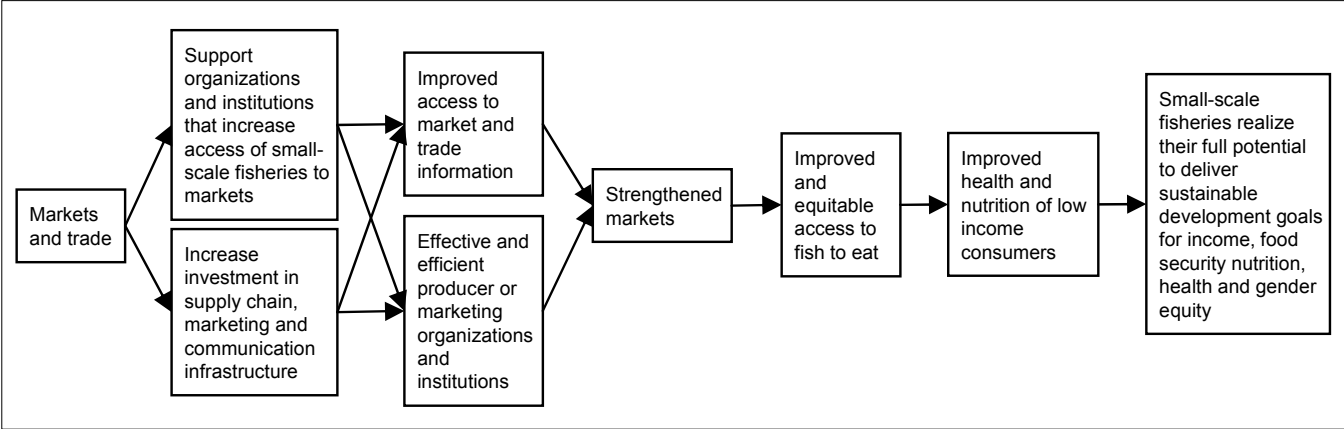 Markets
and trade
Support
organizations
and institutions
that increase
access of small-
scale fisheries to
markets
Increase
investment in
supply chain,
marketing and
communication
infrastructure
Improved
access to
market and
trade
information
Effective and
efficient
producer or
marketing
organizations
and
institutions
Strengthened
markets
Improved
and
equitable
access to
fish to eat
Improved
health and
nutrition of low
income
consumers
Small-scale
fisheries realize
their full potential
to deliver
sustainable
development goals
for income, food
security nutrition,
health and gender
equity